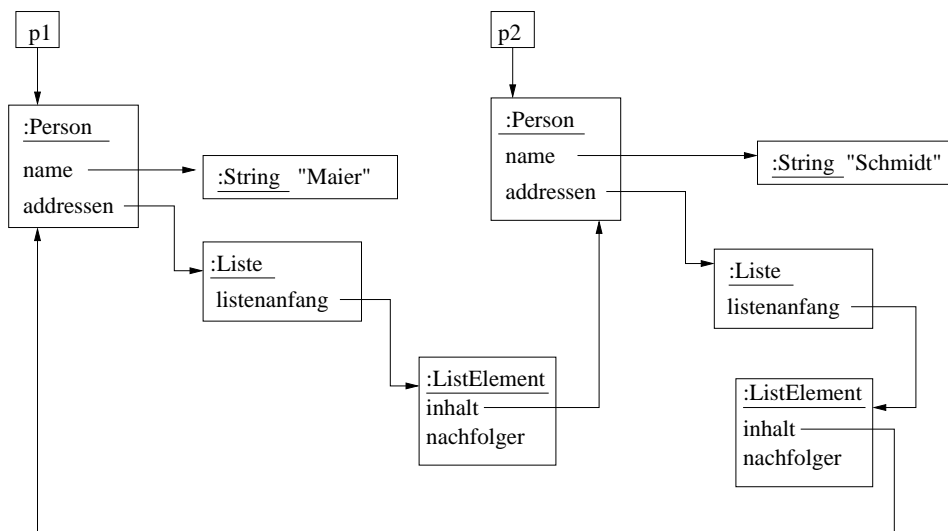 p1
p2
:Person
name
addressen
:String "Maier"
:Liste
listenanfang
:ListElement
inhalt
nachfolger
:Person
name
addressen
:String "Schmidt"
:Liste
listenanfang
:ListElement
inhalt
nachfolger